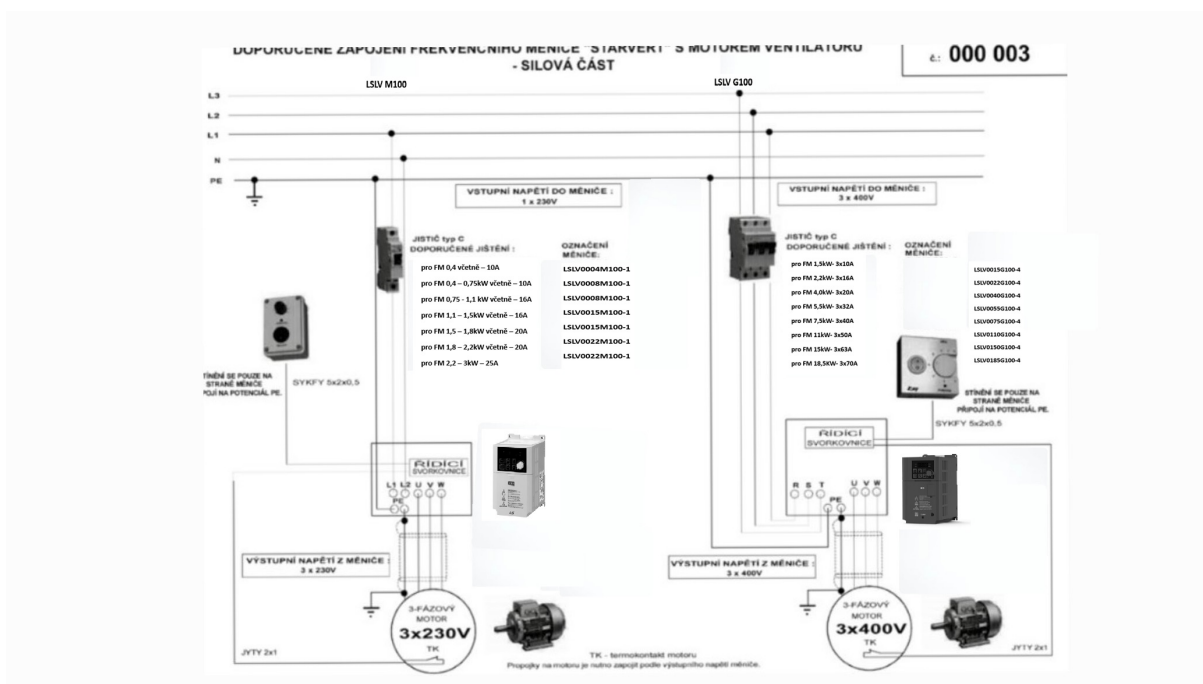 DOPORUČENÉ ZAPOJENÍ FREKVENČNÍHO MĚNIČE "STARVERT" S MOTOREM VENTILÁTORU
- SILOVÁ ČÁST
č.: 000 003
LSLV M100
LSLV G100
L3
L2
L1
N
PE
VSTUPNÍ NAPĚTÍ DO MĚNIČE :
1 x 230V
VSTUPNÍ NAPĚTÍ DO MĚNIČE :
3 x 400V
JISTIČ typ C
DOPORUČENÉ JIŠTĚNÍ :
OZNAČENÍ
MĚNIČE:
pro FM 0,4 včetně – 10A
pro FM 0,4 – 0,75kW včetně – 10A
pro FM 0,75 - 1,1 kW včetně – 16A
pro FM 1,1 – 1,5kW včetně – 16A
pro FM 1,5 – 1,8kW včetně – 20A
pro FM 1,8 – 2,2kW včetně – 20A
pro FM 2,2 – 3kW – 25A
LSLV0004M100-1
LSLV0008M100-1
LSLV0008M100-1
LSLV0015M100-1
LSLV0015M100-1
LSLV0022M100-1
LSLV0022M100-1
JISTIČ typ C
DOPORUČENÉ JIŠTĚNÍ :
OZNAČENÍ
MĚNIČE:
pro FM 1,5kW- 3x10A
pro FM 2,2kW- 3x16A
pro FM 4,0kW- 3x20A
pro FM 5,5kW- 3x32A
pro FM 7,5kW- 3x40A
pro FM 11kW- 3x50A
pro FM 15kW- 3x63A
pro FM 18,5KW- 3x70A
LSLV0015G100-4
LSLV0022G100-4
LSLV0040G100-4
LSLV0055G100-4
LSLV0075G100-4
LSLV0110G100-4
LSLV0150G100-4
LSLV0185G100-4
TÍNĚNÍ SE POUZE NA
STRANĚ MĚNIČE
POJÍ NA POTENCIÁL PE.
SYKFY 5x2x0,5
STÍNĚNÍ SE POUZE NA
STRANĚ MĚNIČE
PŘIPOJÍ NA POTENCIÁL PE.
SYKFY 5x2x0,5
ŘÍDÍCÍ
SVORKOVNICE
L1 L2 U V W
PE
ŘÍDÍCÍ
SVORKOVNICE
R S T U V W
PE
VÝSTUPNÍ NAPĚTÍ Z MĚNIČE :
3 x 230V
VÝSTUPNÍ NAPĚTÍ Z MĚNIČE :
3 x 400V
3-FÁZOVÝ
MOTOR
3x230V
TK
JYTY 2x1
3-FÁZOVÝ
MOTOR
3x400V
TK
JYTY 2x1
TK - termokontakt motoru
Propojky na motoru je nutno zapojit podle výstupního napětí měniče.